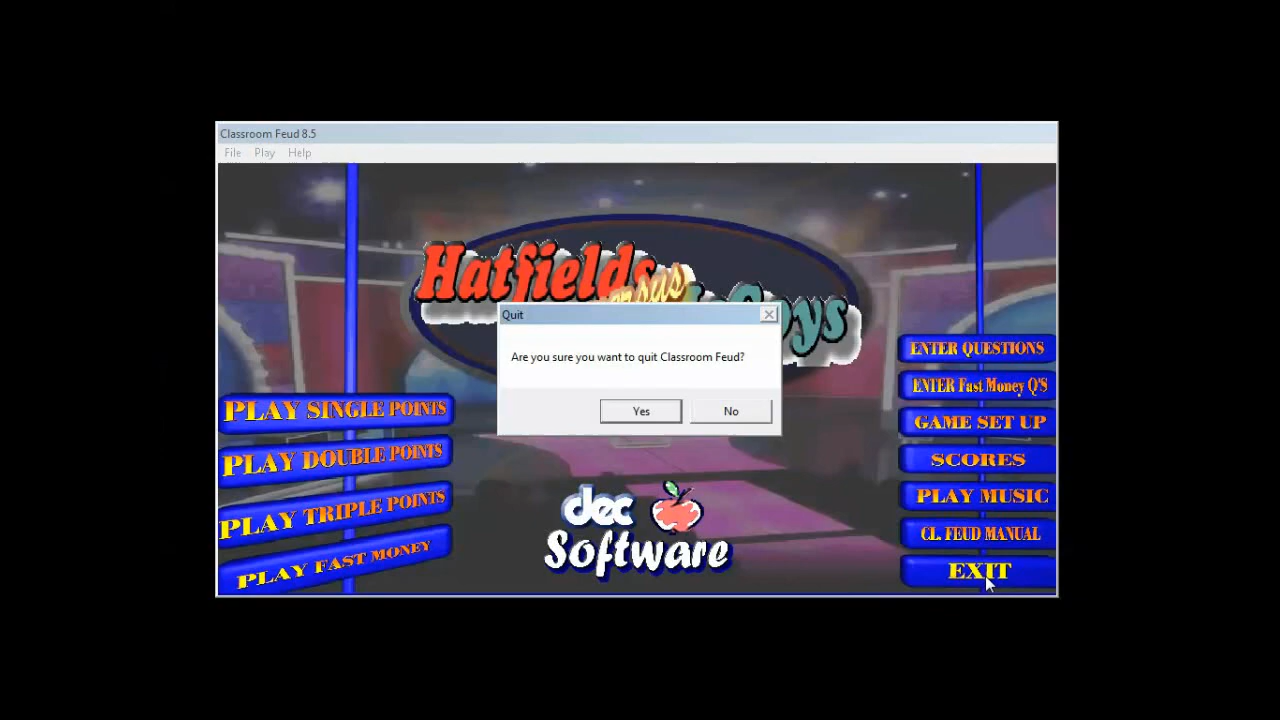 Classroom Feud 8.5
File Play Help
Hatfields
Quit
Are you sure you want to quit Classroom Feud?
Yes No
PLAY SINGLE POINTS
PLAY DOUBLE POINTS
PLAY TRIPLE POINTS
PLAY FAST MONEY
dec
Software
ENTER QUESTIONS
ENTER Fast Money Q'S
GAME SET UP
SCORES
PLAY MUSIC
CL. FEUD MANUAL
EXIT